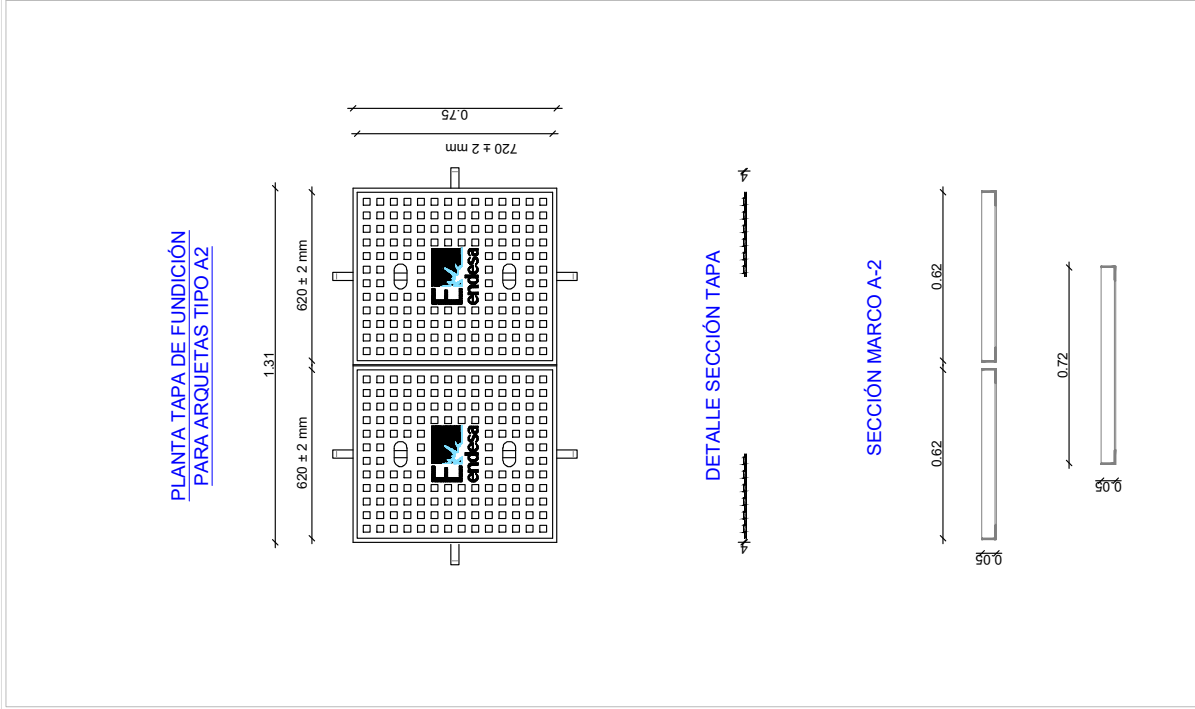 PLANTA TAPA DE FUNDICIÓN
PARA ARQUETAS TIPO A2
1.31
620 ± 2 mm
620 ± 2 mm
0.75
720 ± 2 mm
E
endesa
E
endesa
DETALLE SECCIÓN TAPA
4
4
SECCIÓN MARCO A-2
0.62
0.62
0.05
0.72
0.05